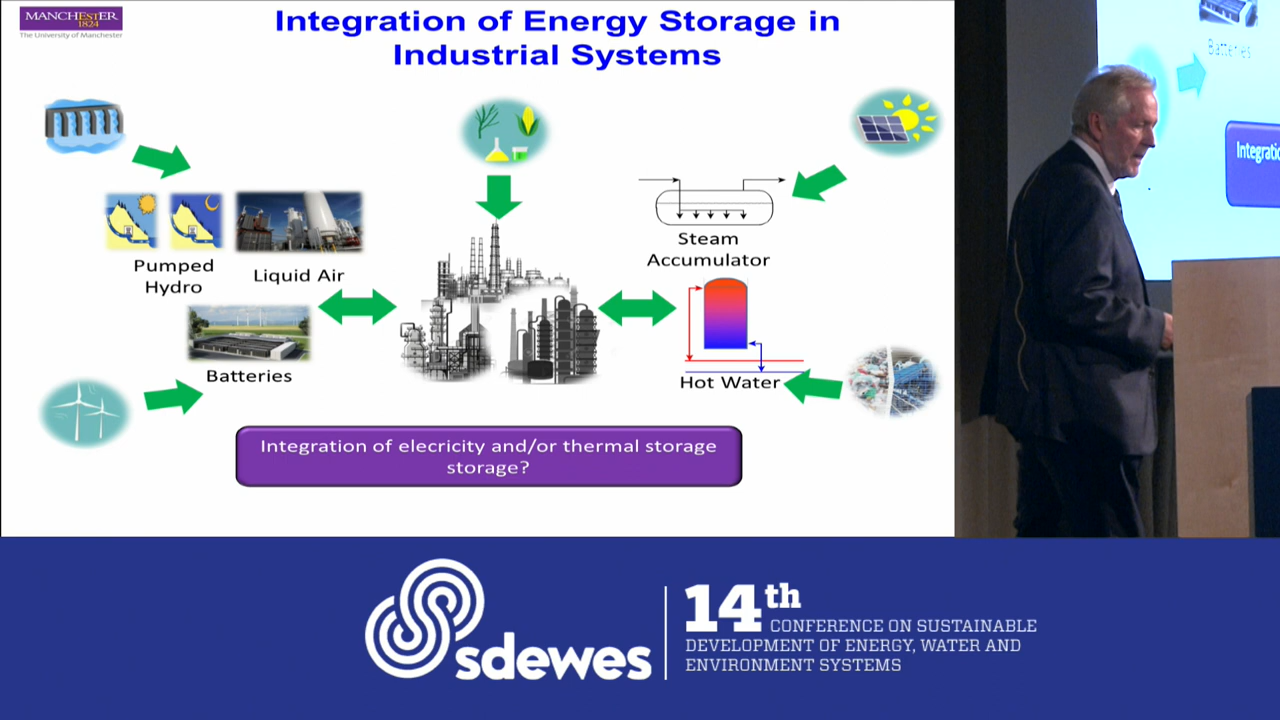 MANCHESTER
1824
The University of Manchester
Integration of Energy Storage in
Industrial Systems
Pumped
Hydro
Liquid Air
Batteries
Steam
Accumulator
Hot Water
Integration of elecricity and/or thermal storage
storage?
Batteries
Integratio
sdewes
14th
CONFERENCE ON SUSTAINABLE
DEVELOPMENT OF ENERGY, WATER AND
ENVIRONMENT SYSTEMS